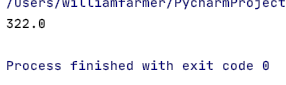 /Users/williamfarmer/PycharmProject
322.0
Process finished with exit code 0